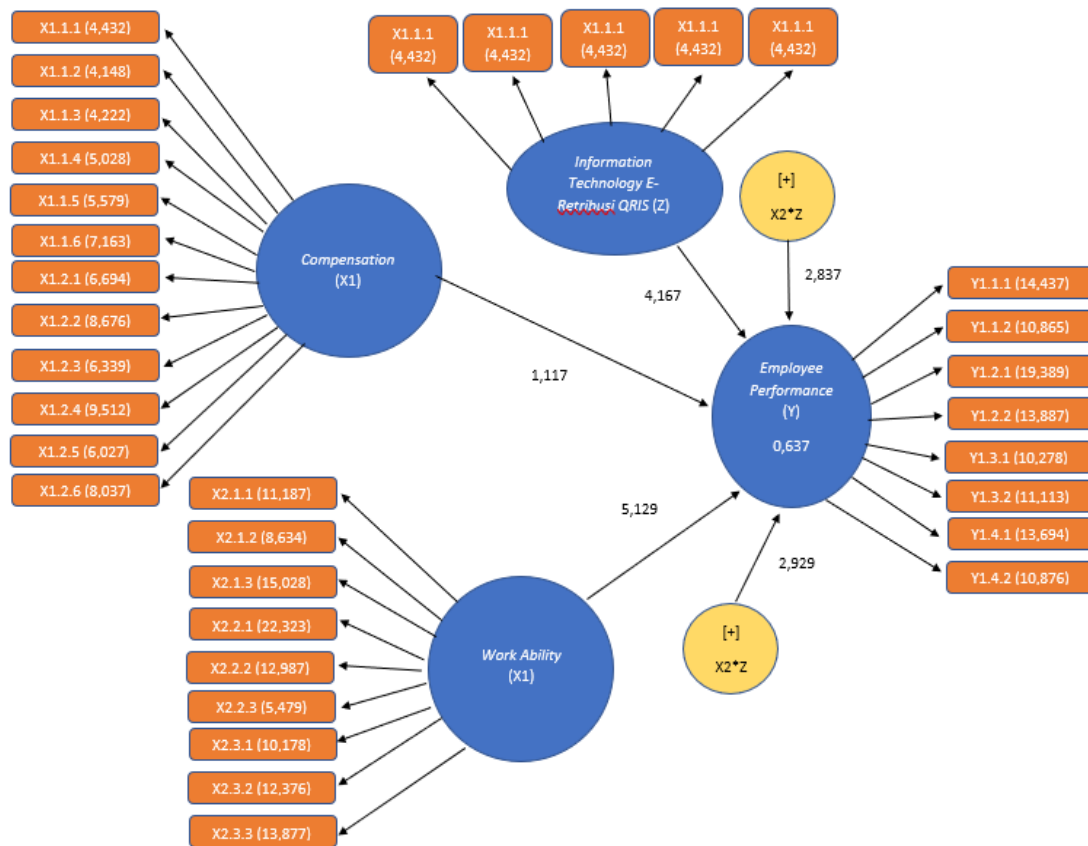 X1.1.1 (4,432)
X1.1.2 (4,148)
X1.1.3 (4,222)
X1.1.4 (5,028)
X1.1.5 (5,579)
X1.1.6 (7,163)
X1.2.1 (6,694)
X1.2.2 (8,676)
X1.2.3 (6,339)
X1.2.4 (9,512)
X1.2.5 (6,027)
X1.2.6 (8,037)
Compensation
(X1)
X1.1.1
(4,432)
X1.1.1
(4,432)
X1.1.1
(4,432)
X1.1.1
(4,432)
X1.1.1
(4,432)
Information
Technology E-
Retribusi QRIS (Z)
[+]
X2*Z
2,837
4,167
1,117
5,129
2,929
Employee
Performance
(Y)
0,637
Y1.1.1 (14,437)
Y1.1.2 (10,865)
Y1.2.1 (19,389)
Y1.2.2 (13,887)
Y1.3.1 (10,278)
Y1.3.2 (11,113)
Y1.4.1 (13,694)
Y1.4.2 (10,876)
X2.1.1 (11,187)
X2.1.2 (8,634)
X2.1.3 (15,028)
X2.2.1 (22,323)
X2.2.2 (12,987)
X2.2.3 (5,479)
X2.3.1 (10,178)
X2.3.2 (12,376)
X2.3.3 (13,877)
Work Ability
(X1)
[+]
X2*Z